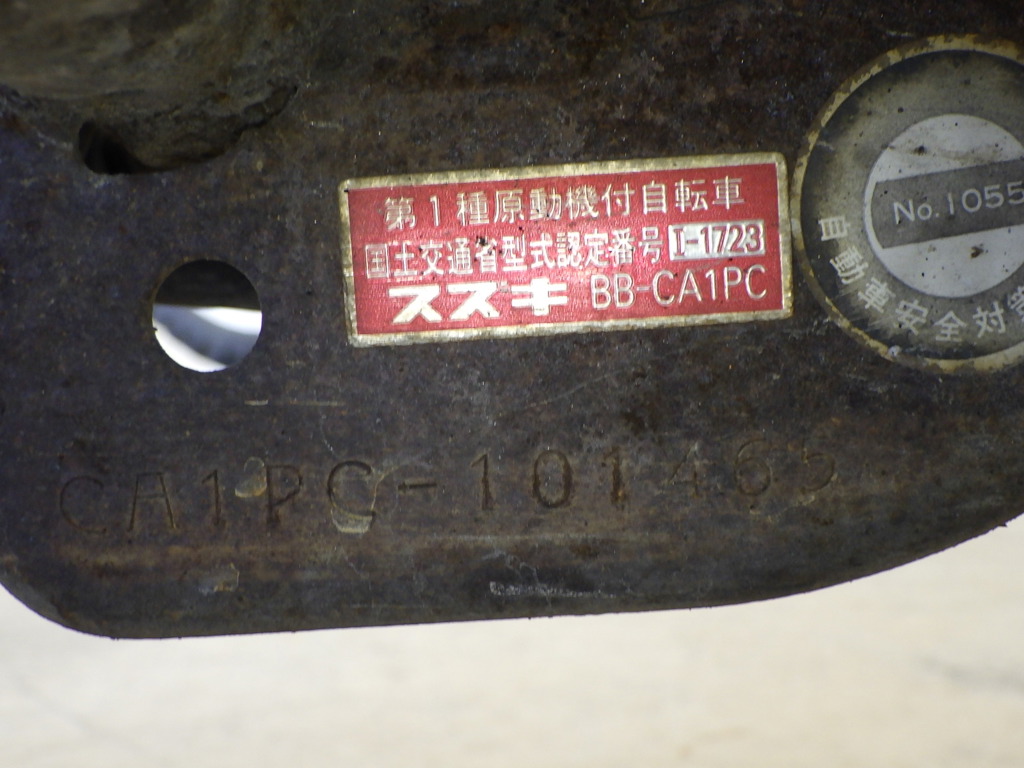 第1種原動機付自転車
国土交通省型式認定番号 I-1723
スズキ BB-CA1PC
No.1055
自動車安全対策
CA1PC-101465